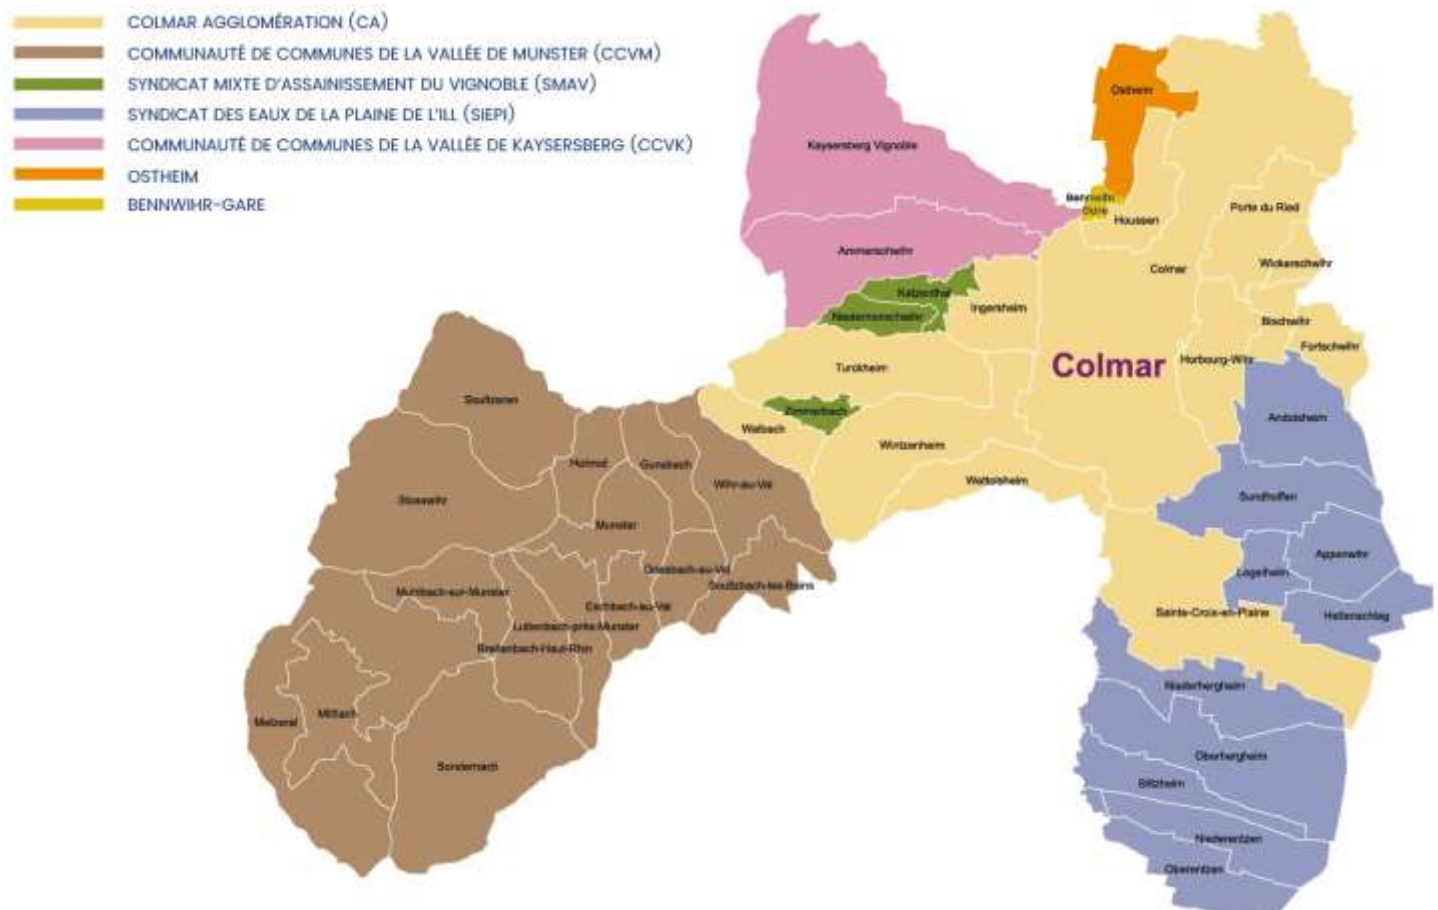 COLMAR AGGLOMÉRATION (CA)
COMMUNAUTÉ DE COMMUNES DE LA VALLÉE DE MUNSTER (CCVM)
SYNDICAT MIXTE D'ASSAINISSEMENT DU VIGNOBLE (SMAV)
SYNDICAT DES EAUX DE LA PLAINE DE L'ILL (SIEPI)
COMMUNAUTÉ DE COMMUNES DE LA VALLÉE DE KAYSERSBERG (CCVK)
OSTHEIM
BENNWIHR-GARE
Ostheim
Kaysersberg Vignoble
Bennwihr
Gare
Houssen
Porte du Ried
Ammerschwihr
Colmar
Wickerschwihr
Katzenthal
Niedermorschwihr
Ingersheim
Bischwihr
Fortschwihr
Horbourg-Wihr
Colmar
Turckheim
Zimmerbach
Walbach
Wintzenheim
Wettolsheim
Andolsheim
Sundhoffen
Appenwihr
Logelheim
Hettenschlag
Sainte-Croix-en-Plaine
Niederhergheim
Oberhergheim
Biltzheim
Niederentzen
Oberentzen
Soultzeren
Stosswihr
Hohrod
Gunsbach
Wihr-au-Val
Munster
Griesbach-au-Val
Soultzbach-les-Bains
Muhlbach-sur-Munster
Eschbach-au-Val
Luttenbach-près-Munster
Breitenbach-Haut-Rhin
Metzeral
Mittlach
Sondernach